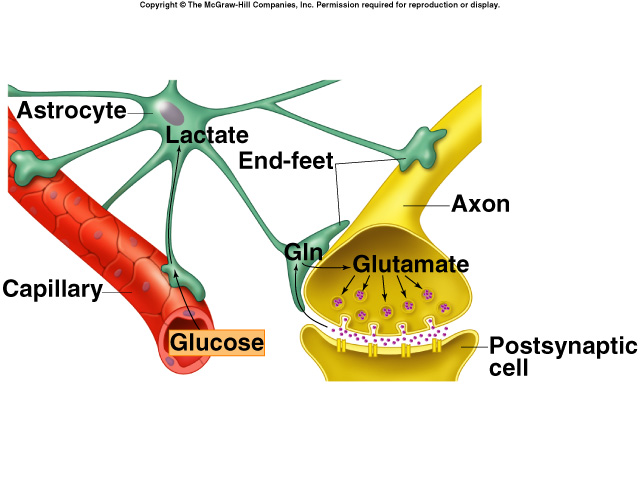 Copyright © The McGraw-Hill Companies, Inc. Permission required for reproduction or display.
Astrocyte
Lactate
End-feet
Axon
Gln
Glutamate
Capillary
Glucose
Postsynaptic
cell